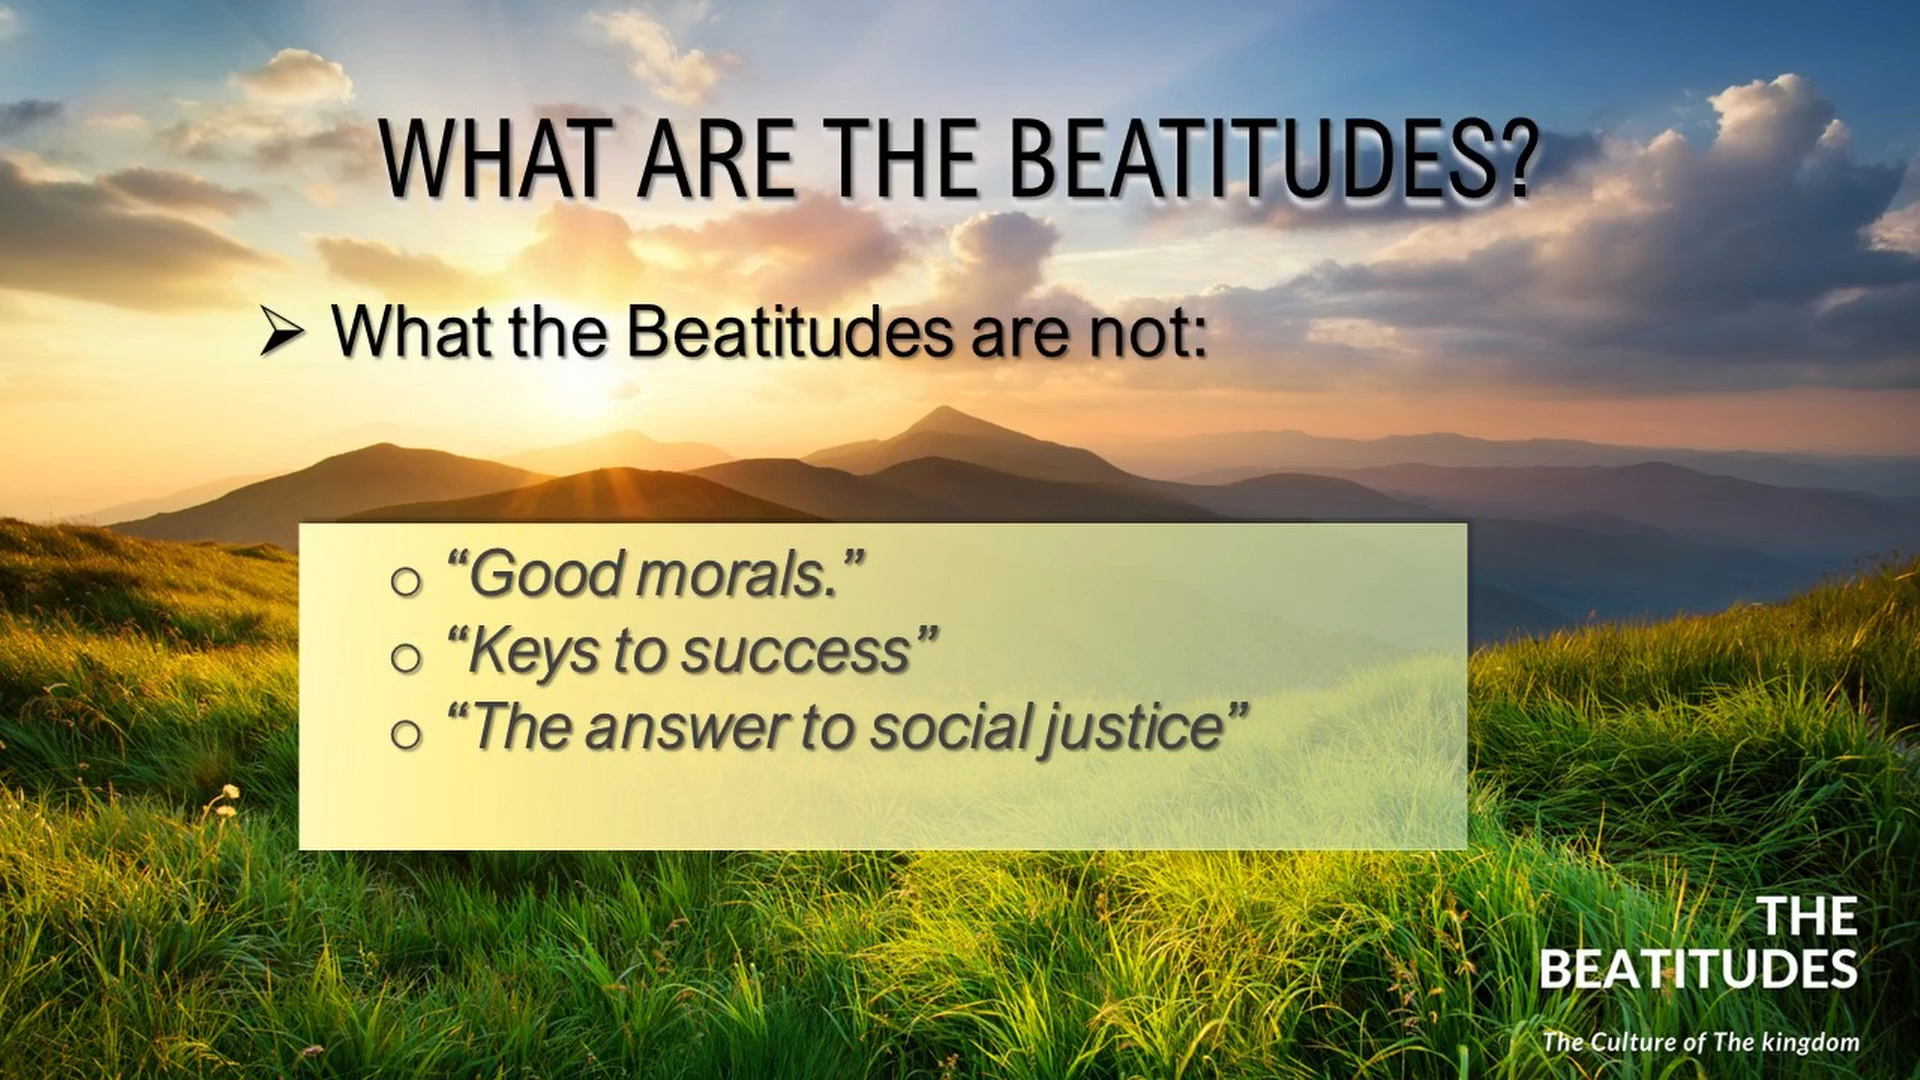 WHAT ARE THE BEATITUDES?
➢ What the Beatitudes are not:
o “Good morals.”
o “Keys to success”
o “The answer to social justice”
THE
BEATITUDES
The Culture of The kingdom